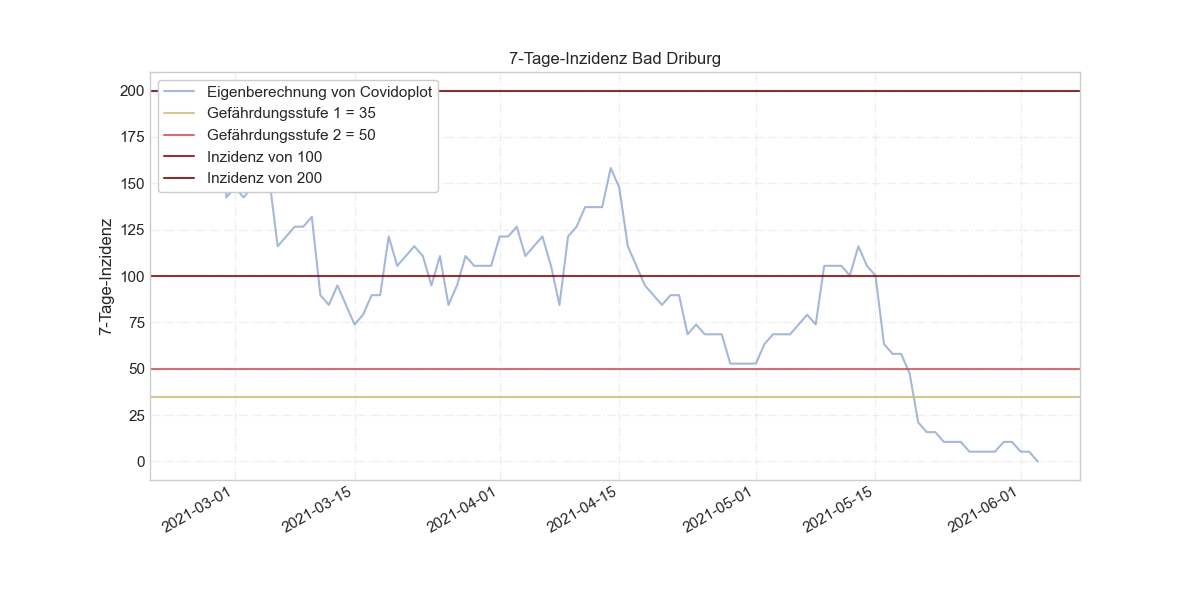 7-Tage-Inzidenz Bad Driburg
200
175
150
125
100
75
50
25
0
7-Tage-Inzidenz
Eigenberechnung von Covidoplot
Gefährdungsstufe 1 = 35
Gefährdungsstufe 2 = 50
Inzidenz von 100
Inzidenz von 200
2021-03-01
2021-03-15
2021-04-01
2021-04-15
2021-05-01
2021-05-15
2021-06-01